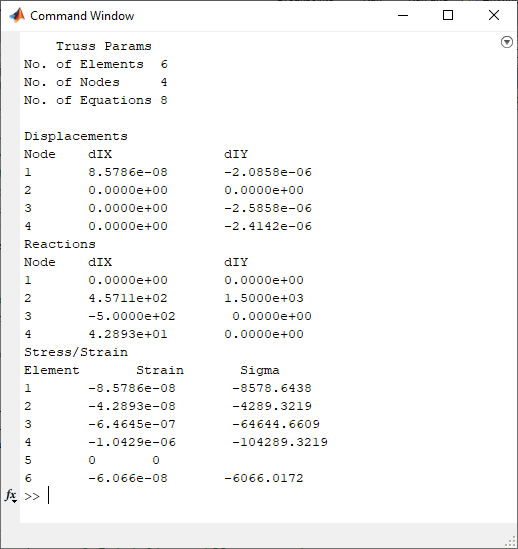 Command Window
Truss Params
No. of Elements 6
No. of Nodes 4
No. of Equations 8
Displacements
Node dIX dIY
1 8.5786e-08 -2.0858e-06
2 0.0000e+00 0.0000e+00
3 0.0000e+00 -2.5858e-06
4 0.0000e+00 -2.4142e-06
Reactions
Node dIX dIY
1 0.0000e+00 0.0000e+00
2 4.5711e+02 1.5000e+03
3 -5.0000e+02 0.0000e+00
4 4.2893e+01 0.0000e+00
Stress/Strain
Element Strain Sigma
1 -8.5786e-08 -8578.6438
2 -4.2893e-08 -4289.3219
3 -6.4645e-07 -64644.6609
4 -1.0429e-06 -104289.3219
5 0 0
6 -6.066e-08 -6066.0172
fx >>